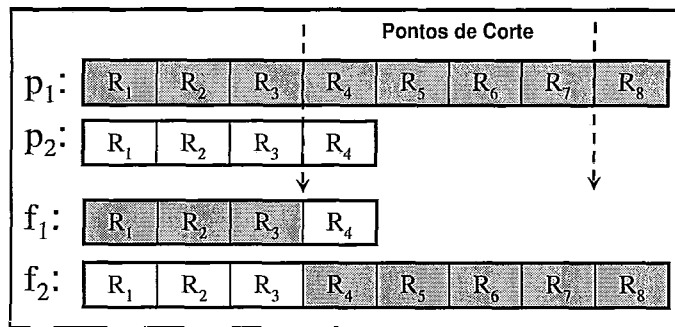 Pontos de Corte
p₁: R₁ R₂ R₃ R₄ R₅ R₆ R₇ R₈
p₂: R₁ R₂ R₃ R₄
f₁: R₁ R₂ R₃ R₄
f₂: R₁ R₂ R₃ R₄ R₅ R₆ R₇ R₈